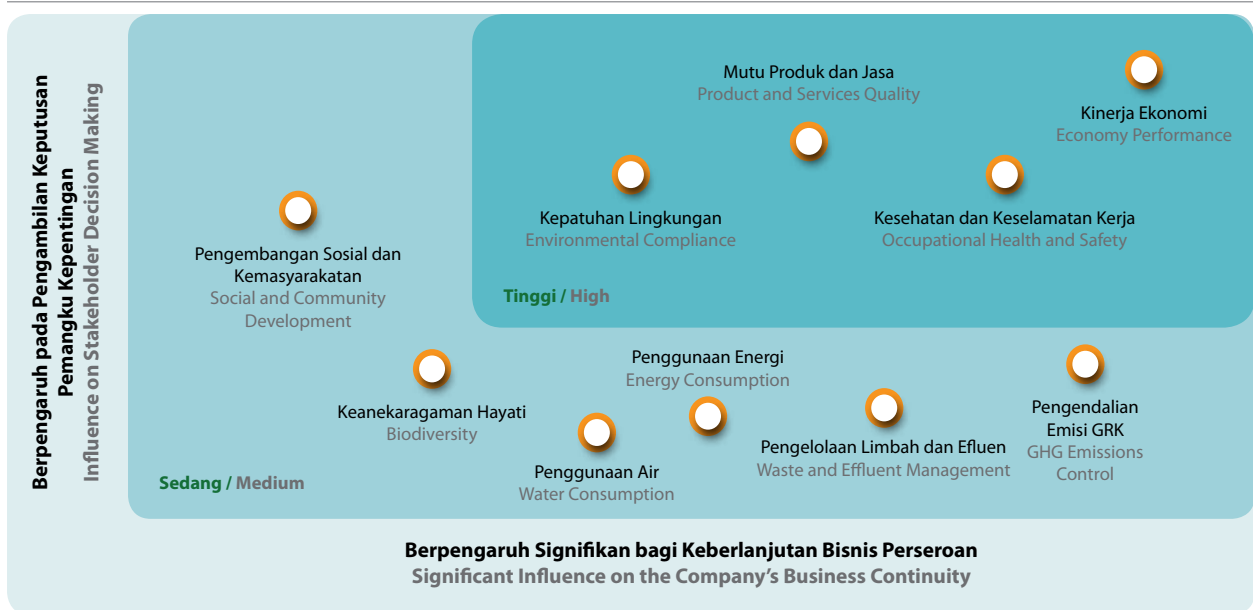 Berpengaruh pada Pengambilan Keputusan
Pemangku Kepentingan
Influence on Stakeholder Decision Making
Mutu Produk dan Jasa
Product and Services Quality
Kinerja Ekonomi
Economy Performance
Kepatuhan Lingkungan
Environmental Compliance
Kesehatan dan Keselamatan Kerja
Occupational Health and Safety
Pengembangan Sosial dan
Kemasyarakatan
Social and Community
Development
Tinggi / High
Penggunaan Energi
Energy Consumption
Keanekaragaman Hayati
Biodiversity
Pengendalian
Emisi GRK
GHG Emissions
Control
Pengelolaan Limbah dan Efluen
Waste and Effluent Management
Penggunaan Air
Water Consumption
Sedang / Medium
Berpengaruh Signifikan bagi Keberlanjutan Bisnis Perseroan
Significant Influence on the Company's Business Continuity